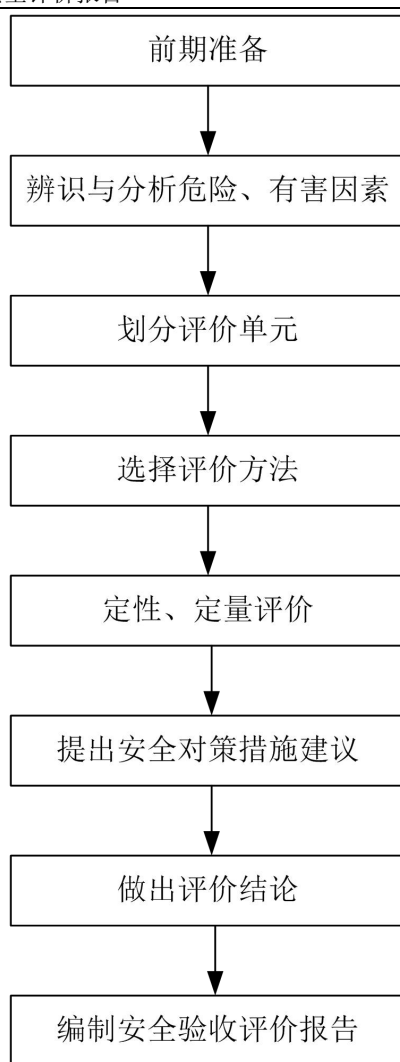 前期准备
辨识与分析危险、有害因素
划分评价单元
选择评价方法
定性、定量评价
提出安全对策措施建议
做出评价结论
编制安全验收评价报告